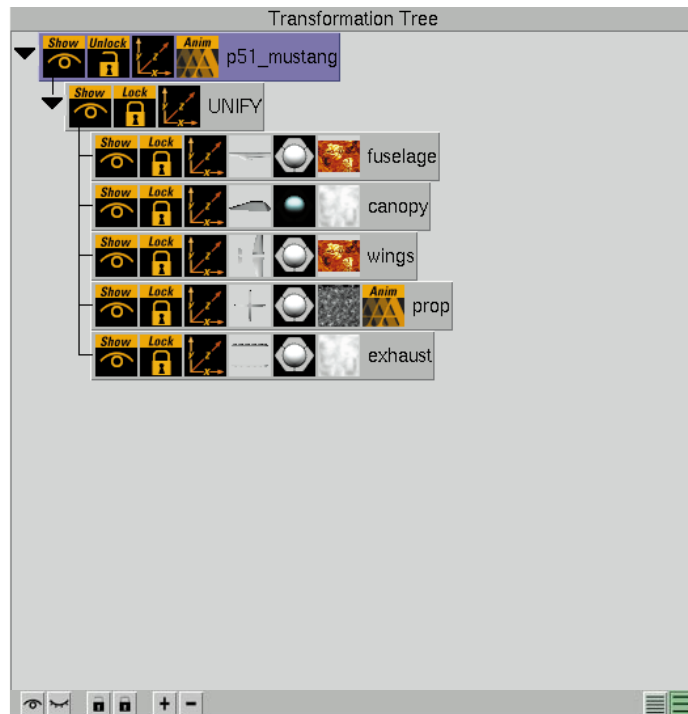 Transformation Tree
Show Unlock y z x Anim p51_mustang
Show Lock y z x UNIFY
Show Lock y z x fuselage
Show Lock y z x canopy
Show Lock y z x wings
Show Lock y z x Anim prop
Show Lock y z x exhaust